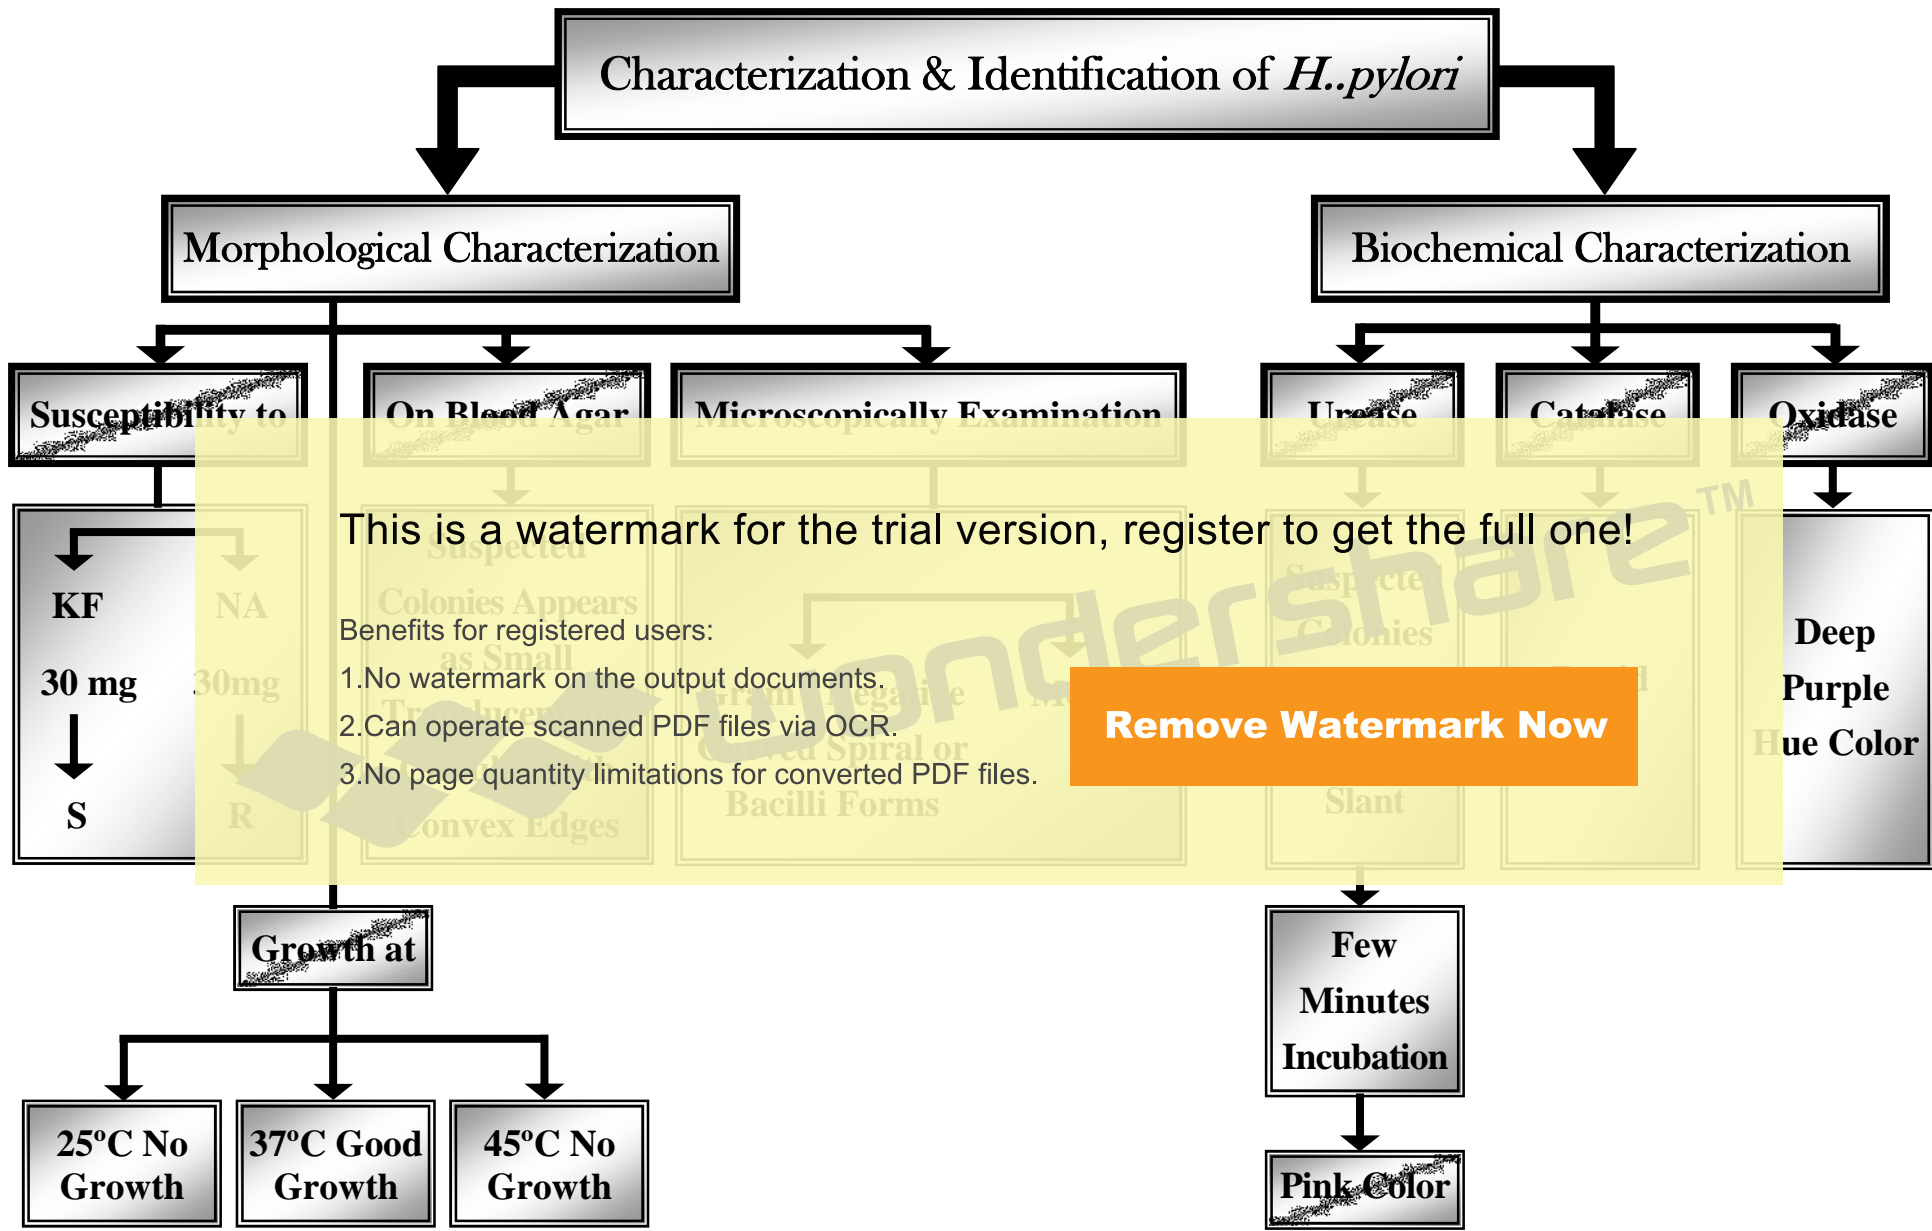 Characterization & Identification of H..pylori
Morphological Characterization
Biochemical Characterization
Susceptibility to
On Blood Agar
Microscopically Examination
Urease
Catalase
Oxidase
KF
30 mg
S
NA
30mg
R
Suspected
Colonies Appears
as Small
Translucent and
Convex Edges
Gram Negative
Curved Spiral or
Bacilli Forms
Suspected
Colonies
Slant
Deep
Purple
Hue Color
wondershare™
This is a watermark for the trial version, register to get the full one!
Benefits for registered users:
1.No watermark on the output documents.
2.Can operate scanned PDF files via OCR.
3.No page quantity limitations for converted PDF files.
Remove Watermark Now
Growth at
25ºC No
Growth
37ºC Good
Growth
45ºC No
Growth
Few
Minutes
Incubation
Pink Color